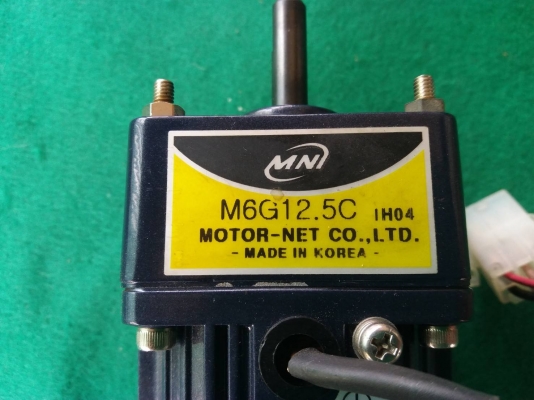 MNI
M6G12.5C IH04
MOTOR-NET CO.,LTD.
- MADE IN KOREA -